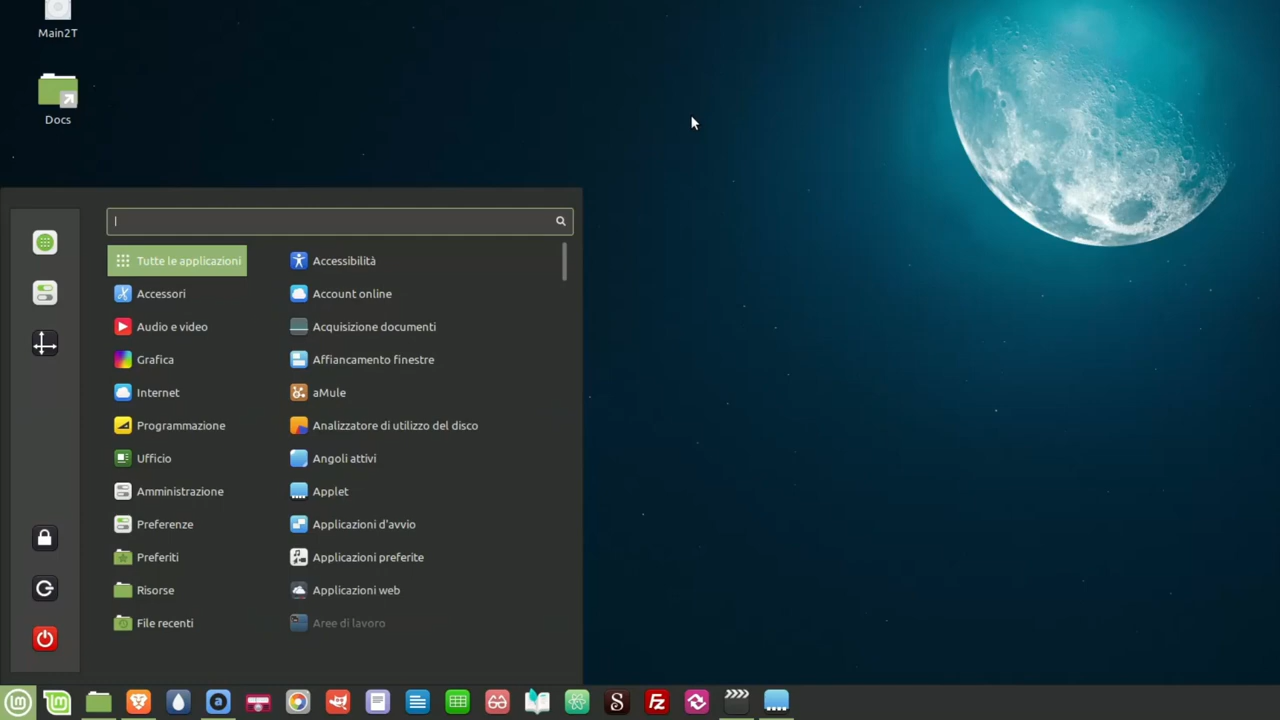 Main2T
Docs
Tutte le applicazioni
Accessori
Audio e video
Grafica
Internet
Programmazione
Ufficio
Amministrazione
Preferenze
Preferiti
Risorse
File recenti
Accessibilità
Account online
Acquisizione documenti
Affiancamento finestre
aMule
Analizzatore di utilizzo del disco
Angoli attivi
Applet
Applicazioni d'avvio
Applicazioni preferite
Applicazioni web
Aree di lavoro